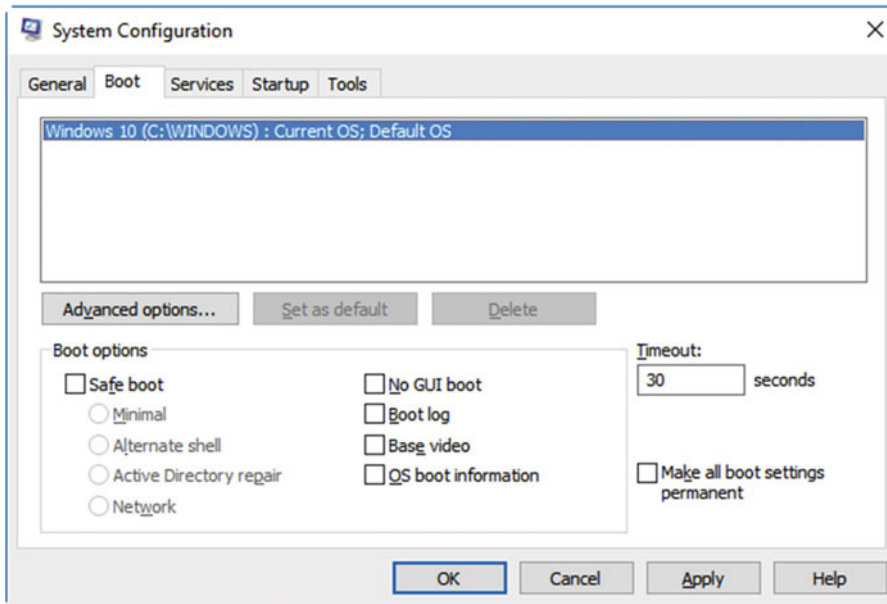 System Configuration
General Boot Services Startup Tools
Windows 10 (C:\WINDOWS) : Current OS; Default OS
Advanced options... Set as default Delete
Boot options
Timeout:
Safe boot No GUI boot 30 seconds
Minimal Boot log
Alternate shell Base video
Active Directory repair OS boot information Make all boot settings
permanent
Network
OK Cancel Apply Help